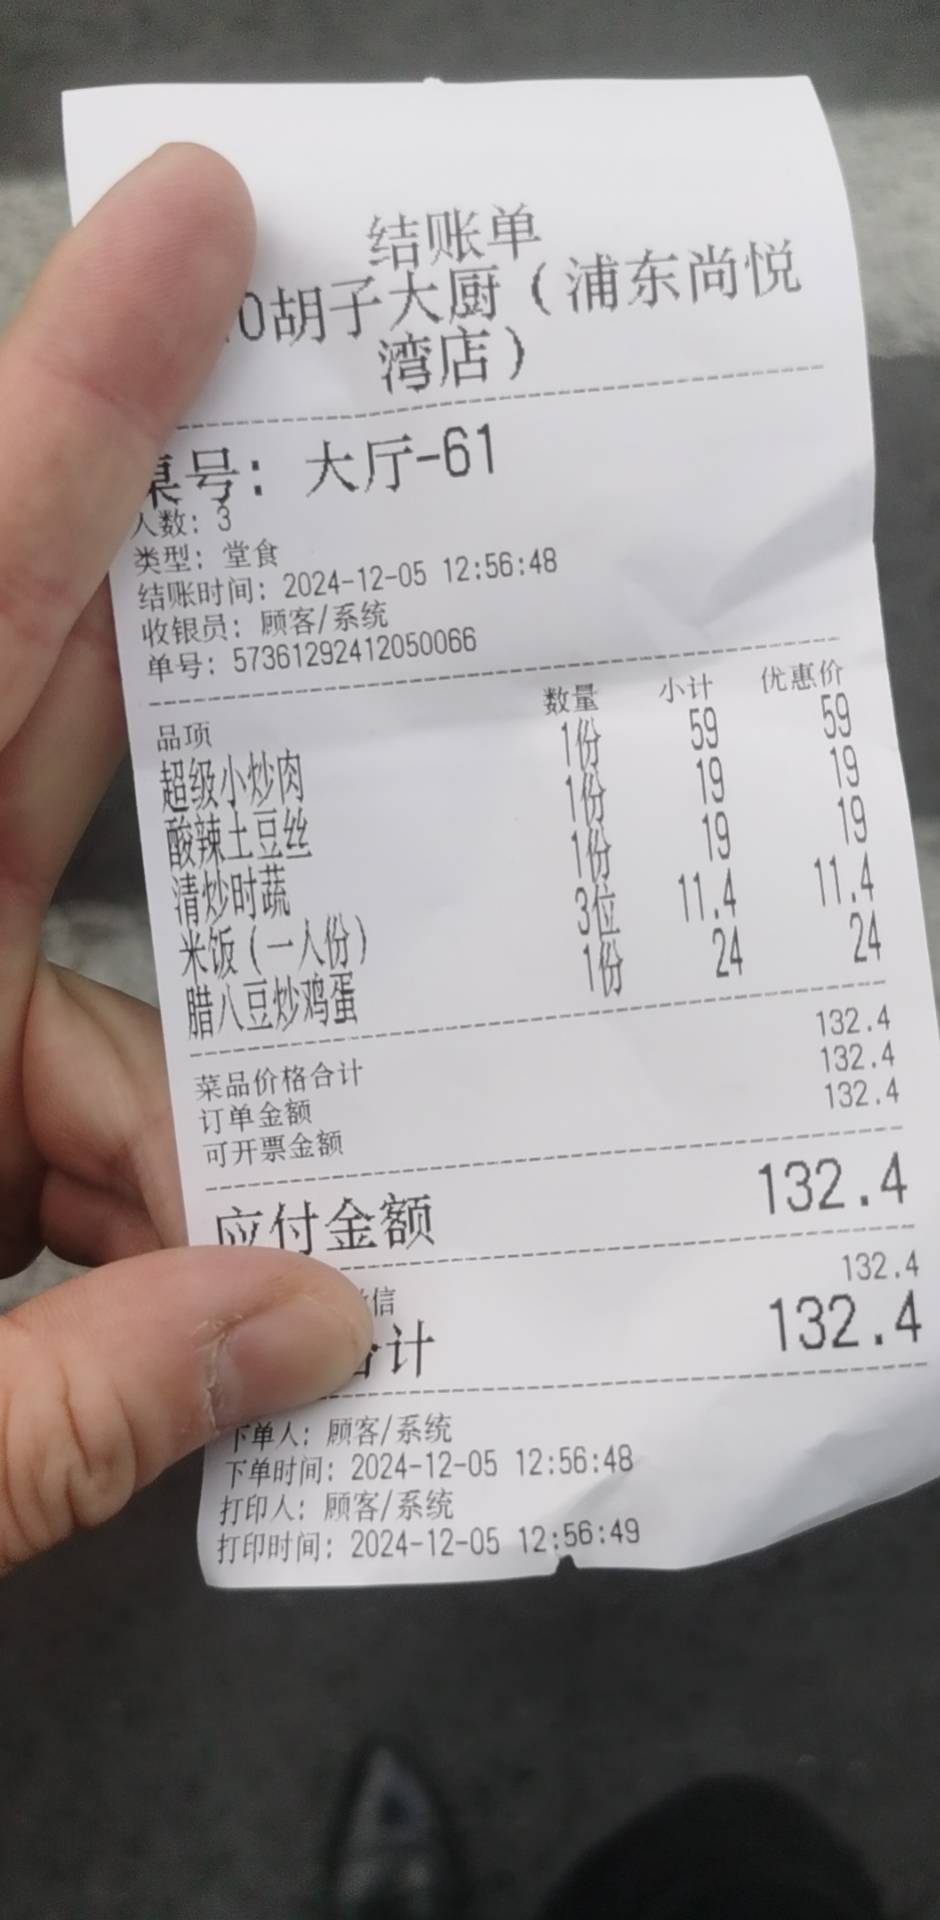 结账单
0胡子大厨（浦东尚悦
湾店）
桌号：大厅-61
人数：3
类型：堂食
结账时间：2024-12-05 12:56:48
收银员：顾客/系统
单号：57361292412050066
品项 数量 小计 优惠价
超级小炒肉 1份 59 59
酸辣土豆丝 1份 19 19
清炒时蔬 1份 19 19
米饭（一人份） 3位 11.4 11.4
腊八豆炒鸡蛋 1份 24 24
菜品价格合计 132.4
订单金额 132.4
可开票金额 132.4
应付金额 132.4
信 132.4
合计 132.4
下单人：顾客/系统
下单时间：2024-12-05 12:56:48
打印人：顾客/系统
打印时间：2024-12-05 12:56:49